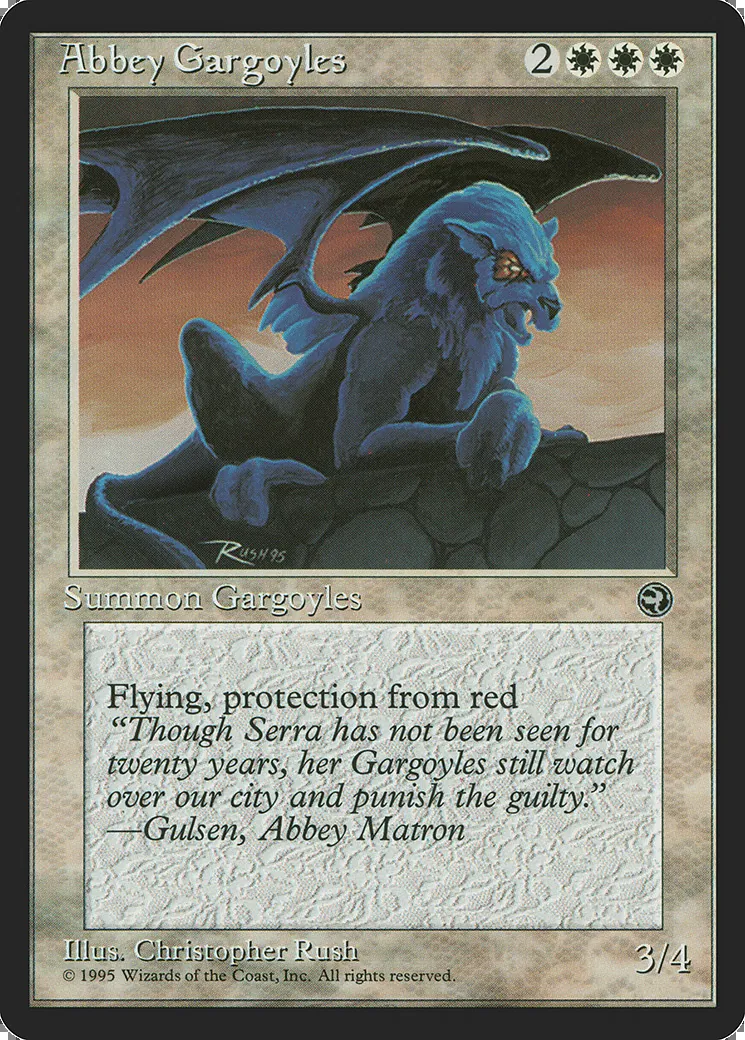 Abbey Gargoyles 2
RUSH 95
Summon Gargoyles
Flying, protection from red
“Though Serra has not been seen for
twenty years, her Gargoyles still watch
over our city and punish the guilty.”
—Gulsen, Abbey Matron
Illus. Christopher Rush
3/4
© 1995 Wizards of the Coast, Inc. All rights reserved.